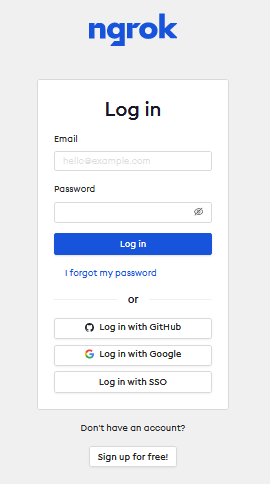 ngrok
Log in
Email
hello@example.com
Password
Log in
I forgot my password
or
Log in with GitHub
Log in with Google
Log in with SSO
Don't have an account?
Sign up for free!